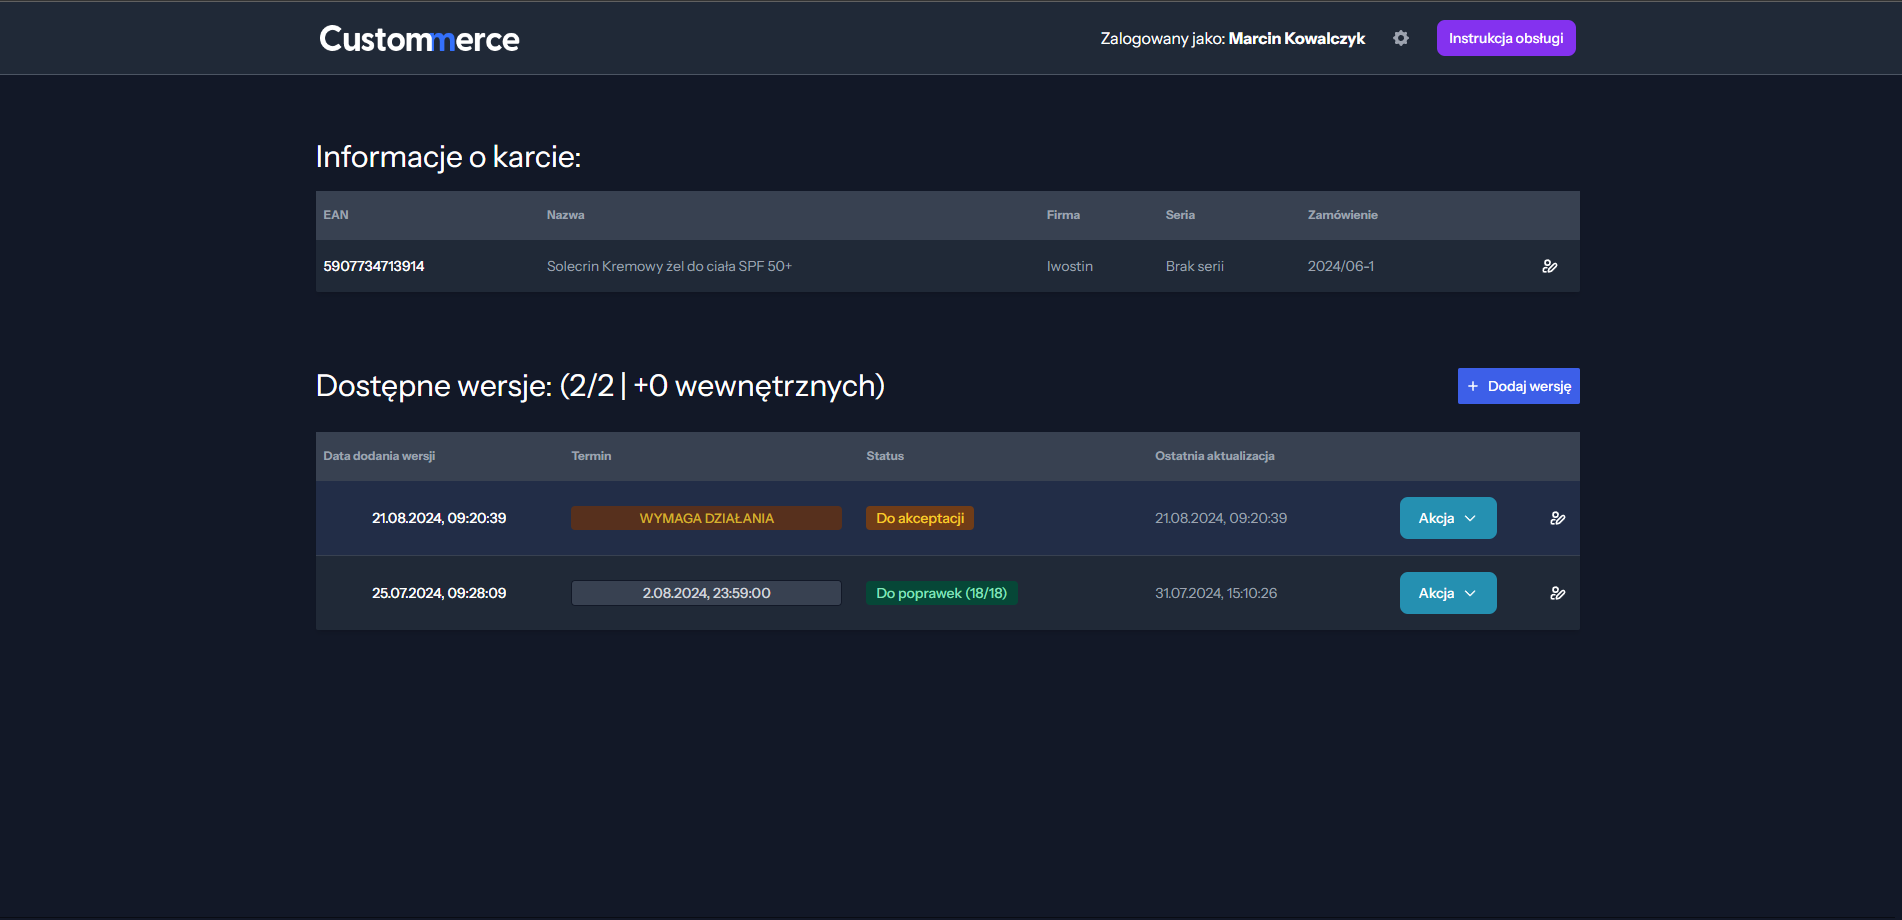 Custommerce
Zalogowany jako: Marcin Kowalczyk
Instrukcja obsługi
Informacje o karcie:
EAN Nazwa Firma Seria Zamówienie
5907734713914 Solecrin Kremowy żel do ciała SPF 50+ Iwostin Brak serii 2024/06-1
Dostępne wersje: (2/2 | +0 wewnętrznych)
+ Dodaj wersję
Data dodania wersji Termin Status Ostatnia aktualizacja
21.08.2024, 09:20:39 WYMAGA DZIAŁANIA Do akceptacji 21.08.2024, 09:20:39 Akcja
25.07.2024, 09:28:09 2.08.2024, 23:59:00 Do poprawek (18/18) 31.07.2024, 15:10:26 Akcja